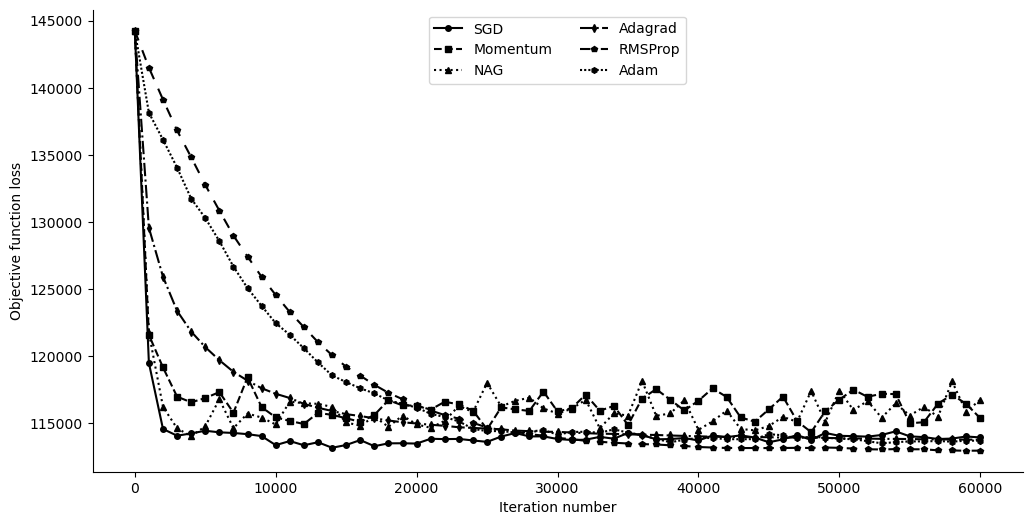 145000
140000
135000
130000
125000
120000
115000
0
10000
20000
30000
40000
50000
60000
Objective function loss
Iteration number
SGD
Momentum
NAG
Adagrad
RMSProp
Adam